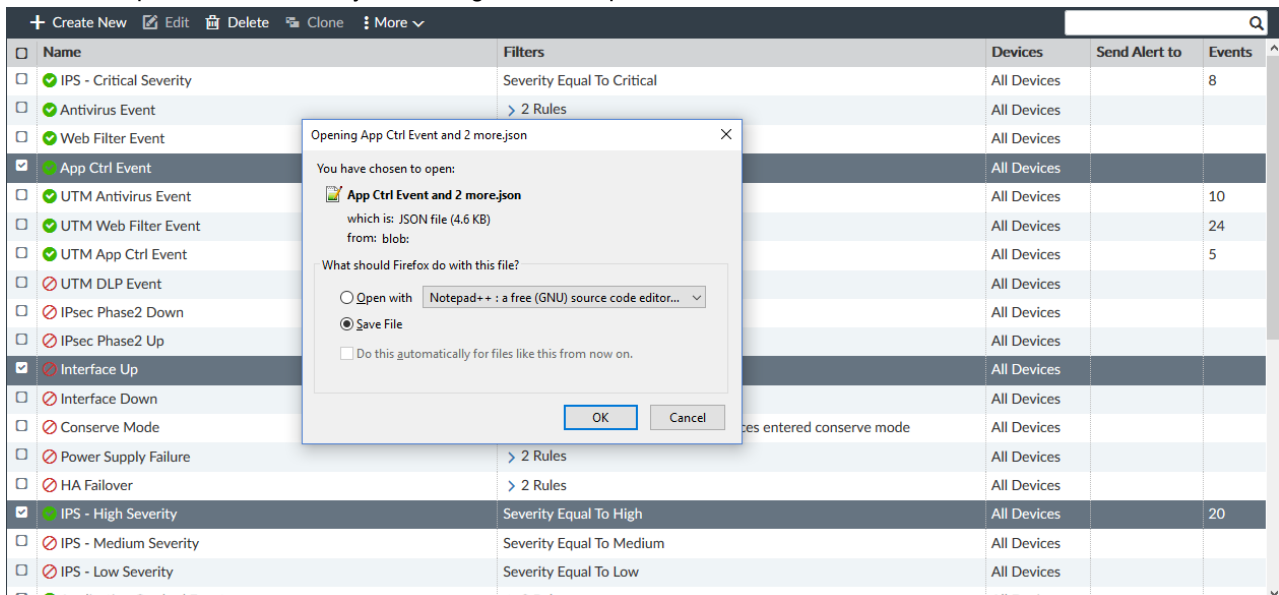 Create New Edit Delete Clone More
Name Filters Devices Send Alert to Events
IPS - Critical Severity Severity Equal To Critical All Devices 8
Antivirus Event 2 Rules All Devices
Web Filter Event All Devices
App Ctrl Event All Devices
UTM Antivirus Event All Devices 10
UTM Web Filter Event All Devices 24
UTM App Ctrl Event All Devices 5
UTM DLP Event All Devices
IPsec Phase2 Down All Devices
IPsec Phase2 Up All Devices
Interface Up All Devices
Interface Down All Devices
Conserve Mode ces entered conserve mode All Devices
Power Supply Failure 2 Rules All Devices
HA Failover 2 Rules All Devices
IPS - High Severity Severity Equal To High All Devices 20
IPS - Medium Severity Severity Equal To Medium All Devices
IPS - Low Severity Severity Equal To Low All Devices
Opening App Ctrl Event and 2 more.json
You have chosen to open:
App Ctrl Event and 2 more.json
which is: JSON file (4.6 KB)
from: blob:
What should Firefox do with this file?
Open with Notepad++ : a free (GNU) source code editor...
Save File
Do this automatically for files like this from now on.
OK Cancel